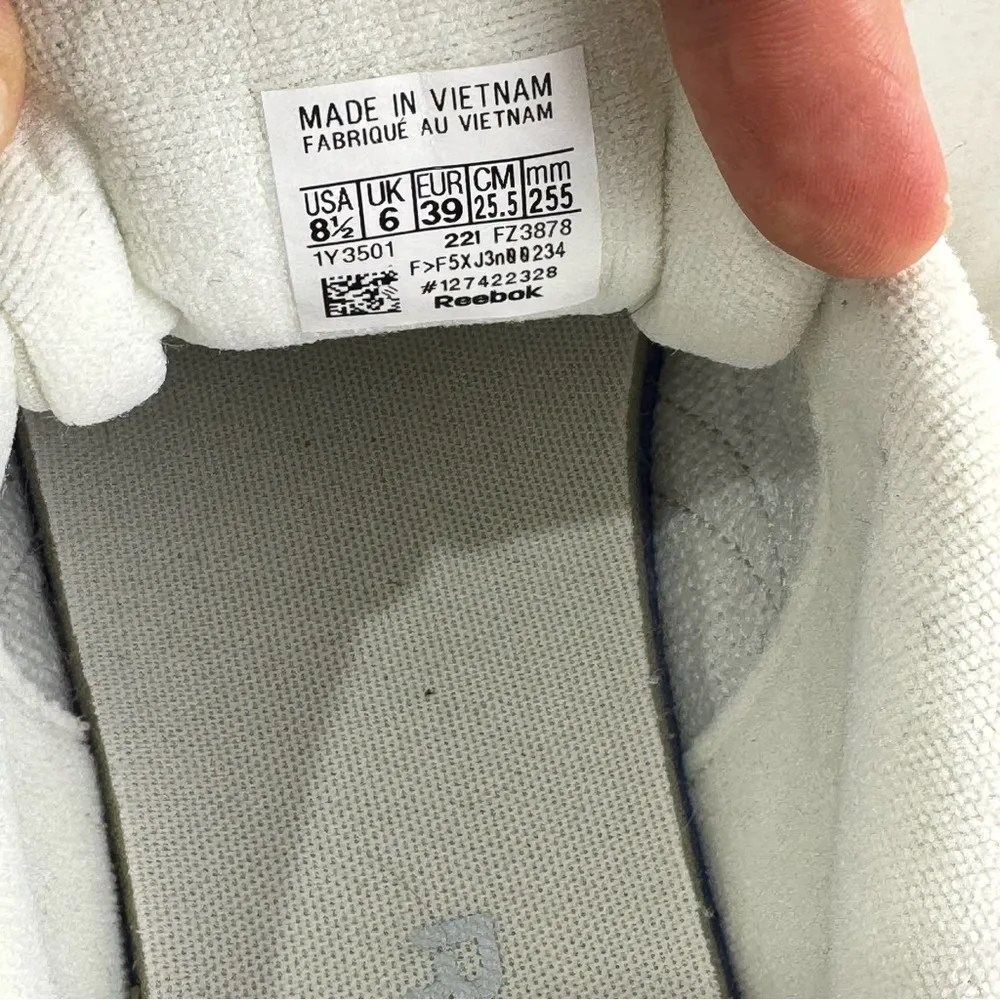 MADE IN VIETNAM
FABRIQUÉ AU VIETNAM
USA UK EUR CM mm
8½ 6 39 25.5 255
1Y3501 221 FZ3878
F>F5XJ3n00234
#127422328
Reebok
R